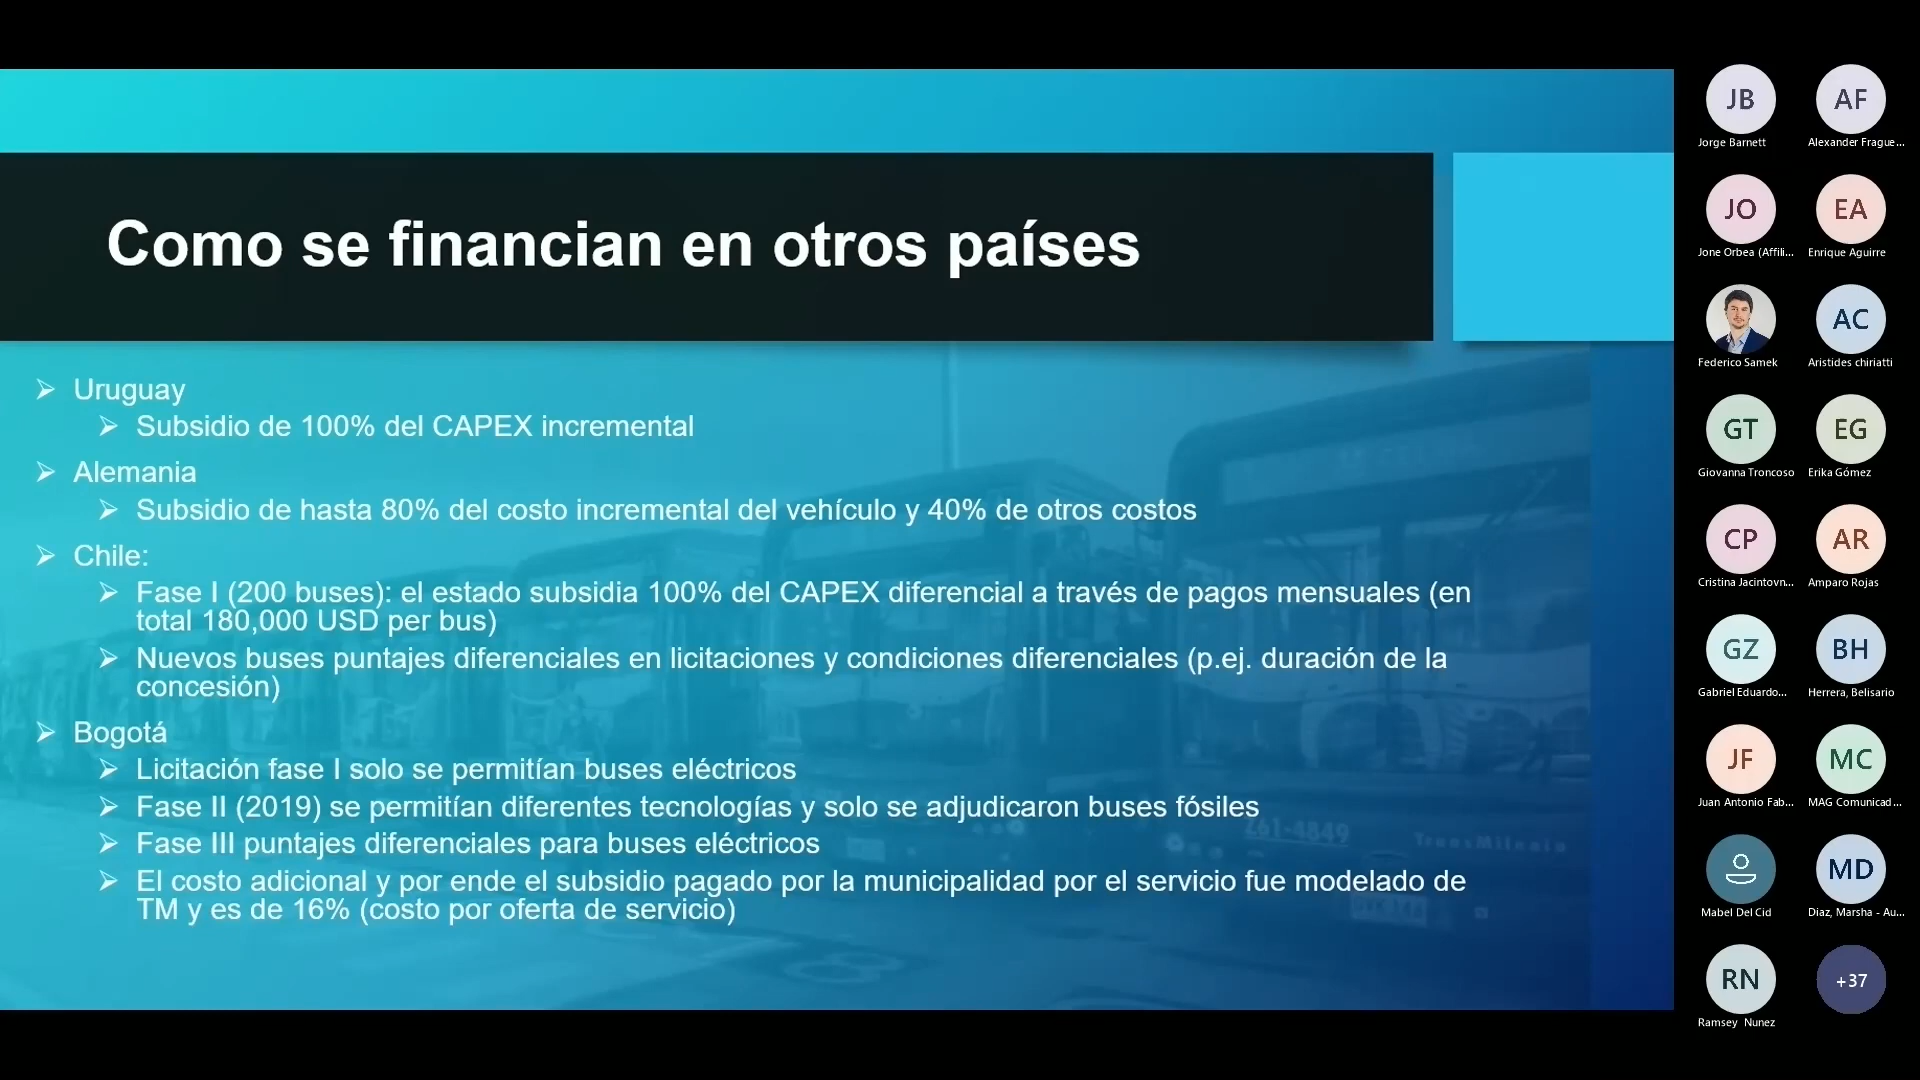 Como se financian en otros países
Uruguay
Subsidio de 100% del CAPEX incremental
Alemania
Subsidio de hasta 80% del costo incremental del vehículo y 40% de otros costos
Chile:
Fase I (200 buses): el estado subsidia 100% del CAPEX diferencial a través de pagos mensuales (en
total 180,000 USD per bus)
Nuevos buses puntajes diferenciales en licitaciones y condiciones diferenciales (p.ej. duración de la
concesión)
Bogotá
Licitación fase I solo se permitían buses eléctricos
Fase II (2019) se permitían diferentes tecnologías y solo se adjudicaron buses fósiles
Fase III puntajes diferenciales para buses eléctricos
El costo adicional y por ende el subsidio pagado por la municipalidad por el servicio fue modelado de
TM y es de 16% (costo por oferta de servicio)
Z61-4849
TransMilenio
JB
AF
Jorge Barnett
Alexander Frague...
JO
EA
Jone Orbea (Affili...
Enrique Aguirre
Federico Samek
AC
Aristides chiriatti
GT
EG
Giovanna Troncoso
Erika Gómez
CP
AR
Cristina Jacintovn...
Amparo Rojas
GZ
BH
Gabriel Eduardo...
Herrera, Belisario
JF
MC
Juan Antonio Fab...
MAG Comunicad...
MD
Mabel Del Cid
Diaz, Marsha - Au...
RN
+37
Ramsey Nunez